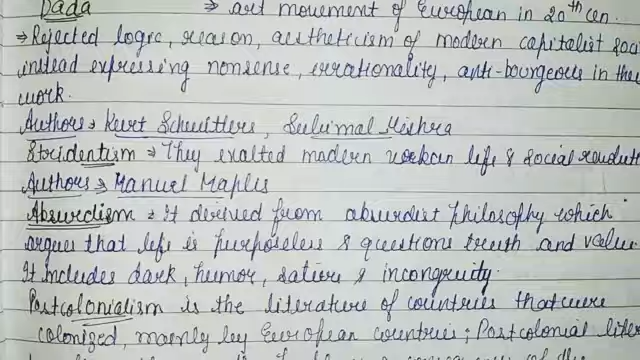 Dada ⇒ art movement of European in 20th cen.
⇒ Rejected logic, reason, aestheticism of modern capitalist soci
instead expressing nonsense, irrationality, anti-bourgeois in the
work.
Authors ⇒ Kurt Schwitters, Subimal Mishra
Stridentism ⇒ They exalted modern urban life & social revolut
Authors ⇒ Manuel Maples
Absurdism ⇒ It derived from absurdist philosophy which
argues that life is purposeless & questions truth and value.
It includes dark, humor, satire & incongruity.
Postcolonialism is the literature of countries that were
colonized, mainly by European countries; Postcolonial liter